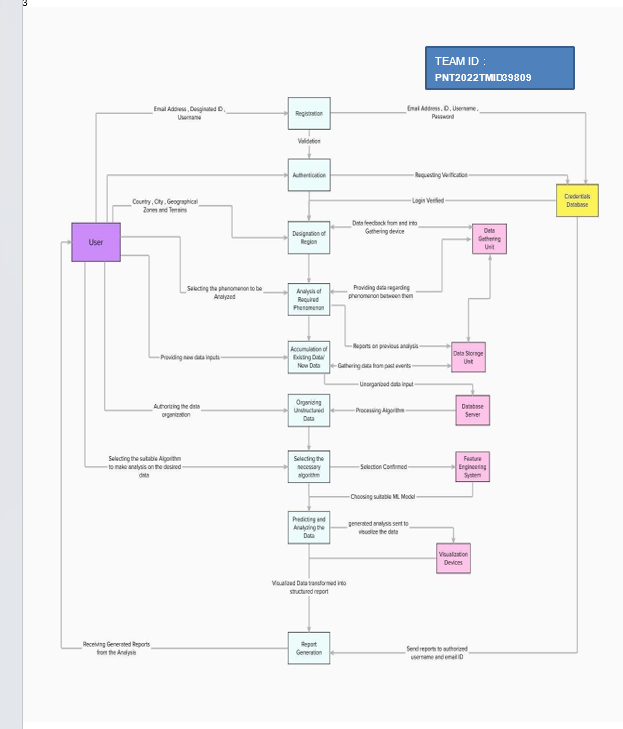 3
TEAM ID :
PNT2022TMID39809
Email Address , Desginated ID ,
Username
Registration
Email Address , ID , Username ,
Password
Validation
Authentication
Requesting Verification
Country , City , Geographical
Zones and Terrains
Login Verified
Credentials
Database
User
Designation of
Region
Data feedback from and into
Gathering device
Data
Gathering
Unit
Selecting the phenomenon to be
Analyzed
Analysis of
Required
Phenomenon
Providing data regarding
phenomenon between them
Reports on previous analysis
Providing new data inputs
Accumulation of
Existing Data/
New Data
Gathering data from past events
Data Storage
Unit
Unorganized data input
Authorizing the data
organization
Organizing
Unstructured
Data
Processing Algorithm
Database
Server
Selecting the suitable Algorithm
to make analysis on the desired
data
Selecting the
necessary
algorithm
Selection Confirmed
Feature
Engineering
System
Choosing suitable ML Model
Predicting and
Analyzing the
Data
generated analysis sent to
visualize the data
Visualization
Devices
Visualized Data transformed into
structured report
Receiving Generated Reports
from the Analysis
Report
Generation
Send reports to authorized
username and email ID